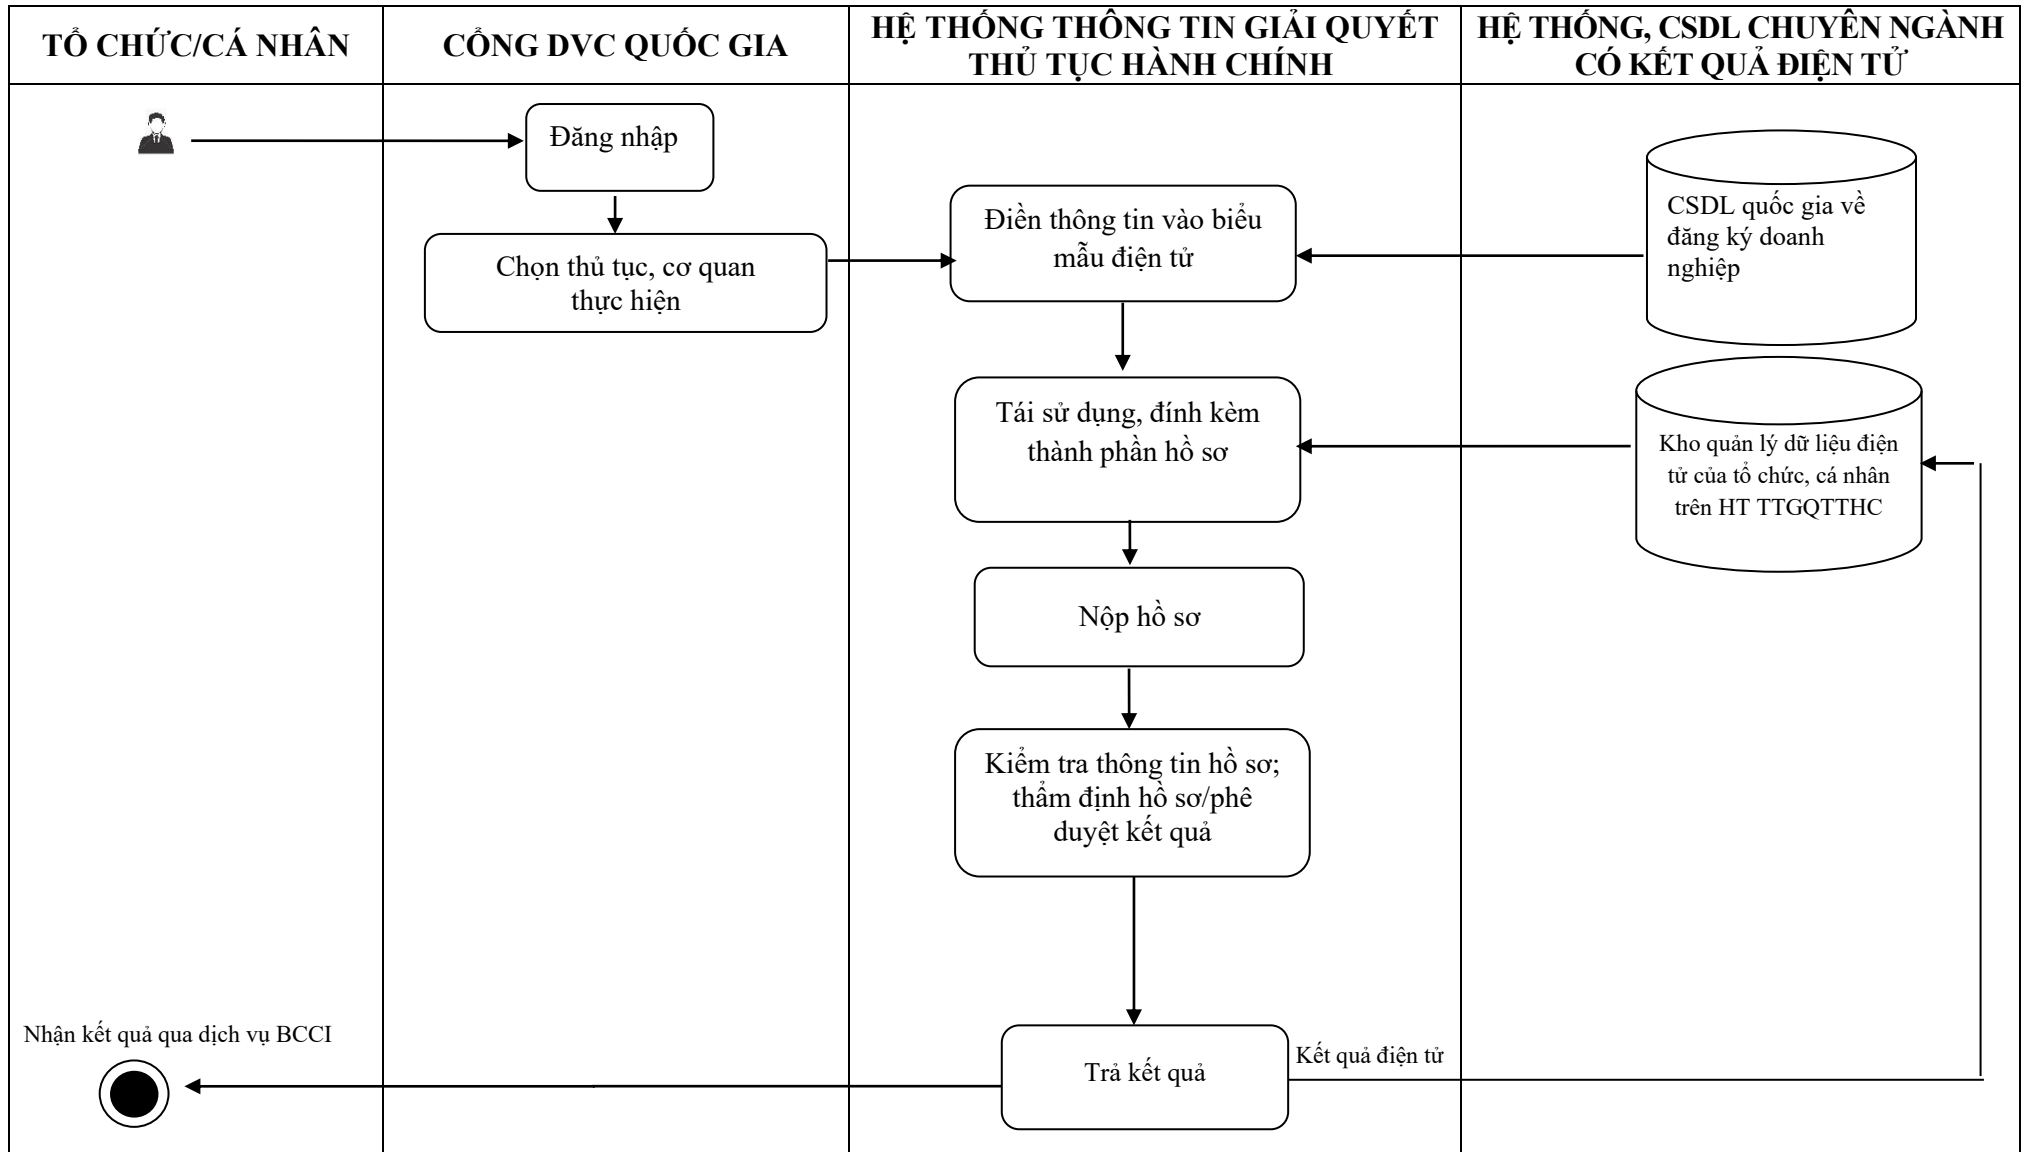 TỔ CHỨC/CÁ NHÂN
CỔNG DVC QUỐC GIA
HỆ THỐNG THÔNG TIN GIẢI QUYẾT
THỦ TỤC HÀNH CHÍNH
HỆ THỐNG, CSDL CHUYÊN NGÀNH
CÓ KẾT QUẢ ĐIỆN TỬ
Đăng nhập
Chọn thủ tục, cơ quan
thực hiện
Điền thông tin vào biểu
mẫu điện tử
CSDL quốc gia về
đăng ký doanh
nghiệp
Tái sử dụng, đính kèm
thành phần hồ sơ
Kho quản lý dữ liệu điện
tử của tổ chức, cá nhân
trên HT TTGQTTHC
Nộp hồ sơ
Kiểm tra thông tin hồ sơ;
thẩm định hồ sơ/phê
duyệt kết quả
Nhận kết quả qua dịch vụ BCCI
Trả kết quả
Kết quả điện tử